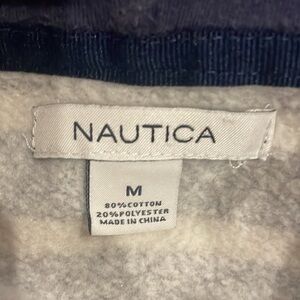 NAUTICA
M
80% COTTON
20% POLYESTER
MADE IN CHINA